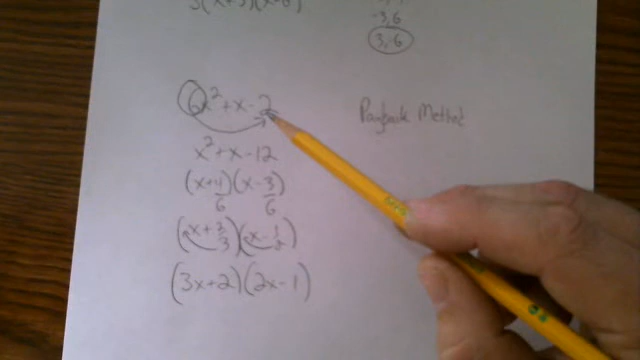 -3,6
3,-6
6x²+x-2
Payback Method
x²+x-12
(x+4/6)(x-3/6)
(x+2/3)(x-1/2)
(3x+2)(2x-1)